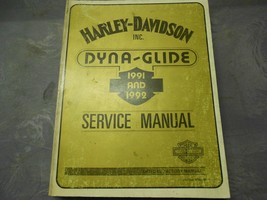 HARLEY-DAVIDSON
INC.
DYNA-GLIDE
1991
AND
1992
SERVICE MANUAL